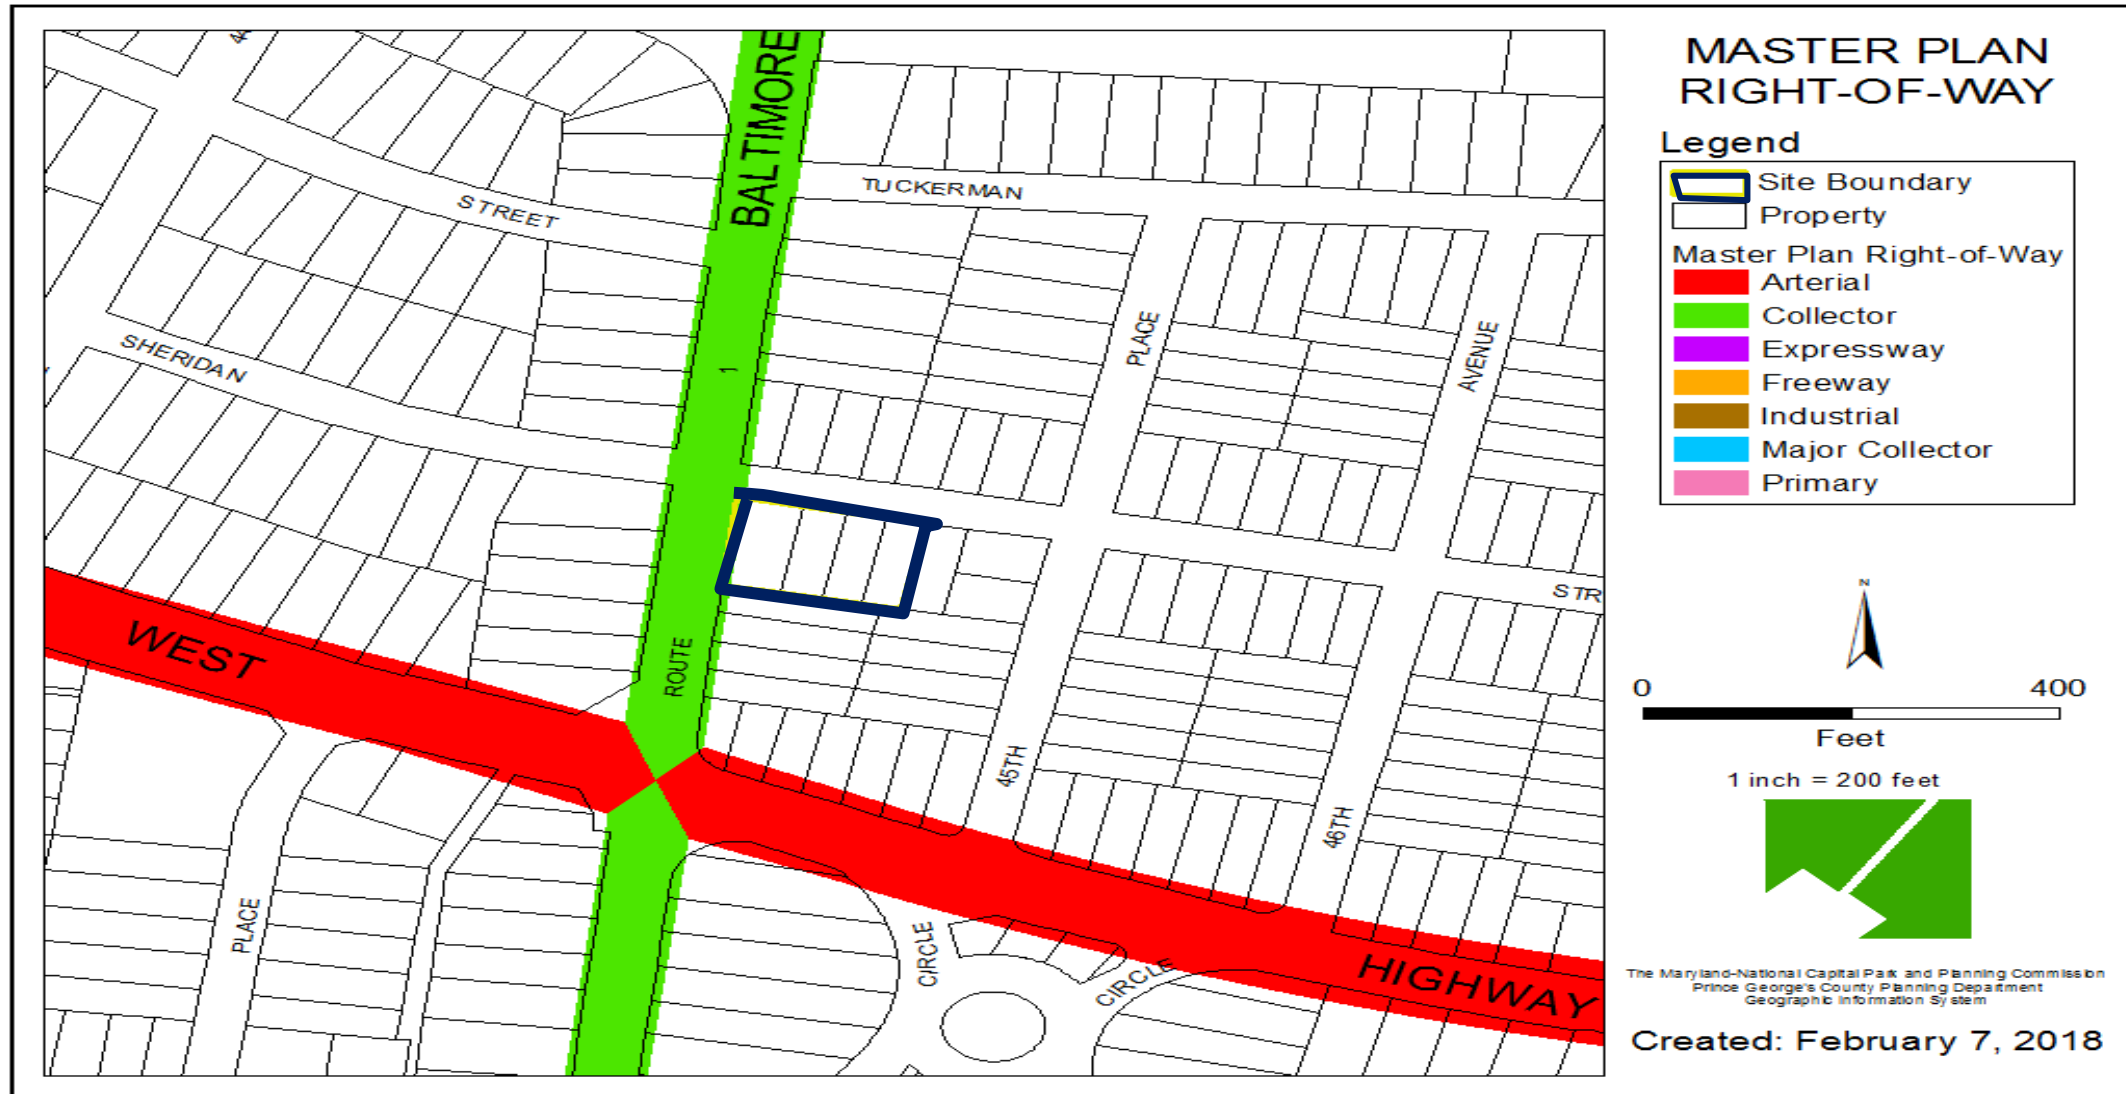 MASTER PLAN
RIGHT-OF-WAY
Legend
Site Boundary
Property
Master Plan Right-of-Way
Arterial
Collector
Expressway
Freeway
Industrial
Major Collector
Primary
N
0 400
Feet
1 inch = 200 feet
The Maryland-National Capital Park and Planning Commission
Prince George's County Planning Department
Geographic Information System
Created: February 7, 2018
44
BALTIMORE
TUCKERMAN
STREET
SHERIDAN
1
PLACE
AVENUE
STR
WEST
ROUTE
45TH
46TH
PLACE
CIRCLE
CIRCLE
HIGHWAY